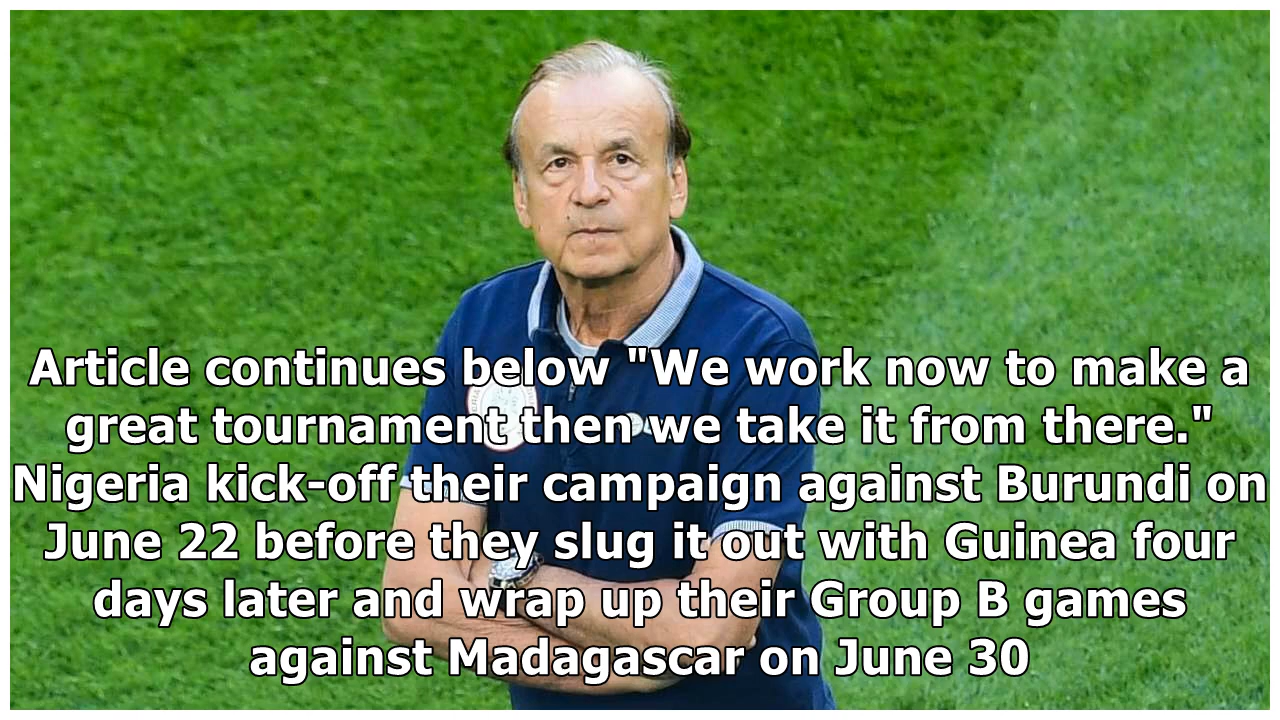 Article continues below "We work now to make a
great tournament then we take it from there."
Nigeria kick-off their campaign against Burundi on
June 22 before they slug it out with Guinea four
days later and wrap up their Group B games
against Madagascar on June 30